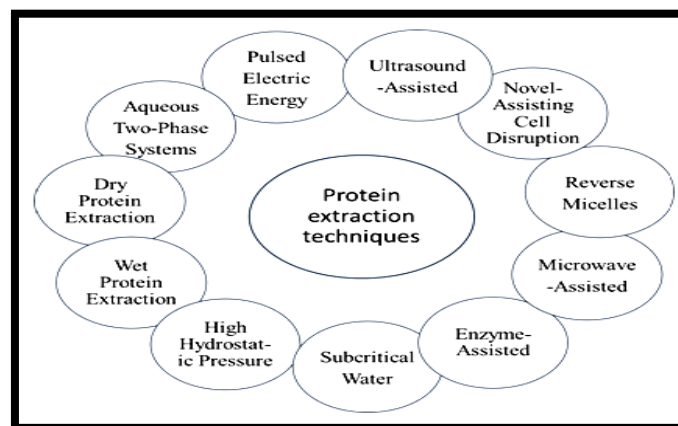 Pulsed
Electric
Energy
Ultrasound
-Assisted
Novel-
Assisting
Cell
Disruption
Reverse
Micelles
Microwave
-Assisted
Enzyme-
Assisted
Subcritical
Water
High
Hydrostat-
ic Pressure
Wet
Protein
Extraction
Dry
Protein
Extraction
Aqueous
Two-Phase
Systems
Protein
extraction
techniques